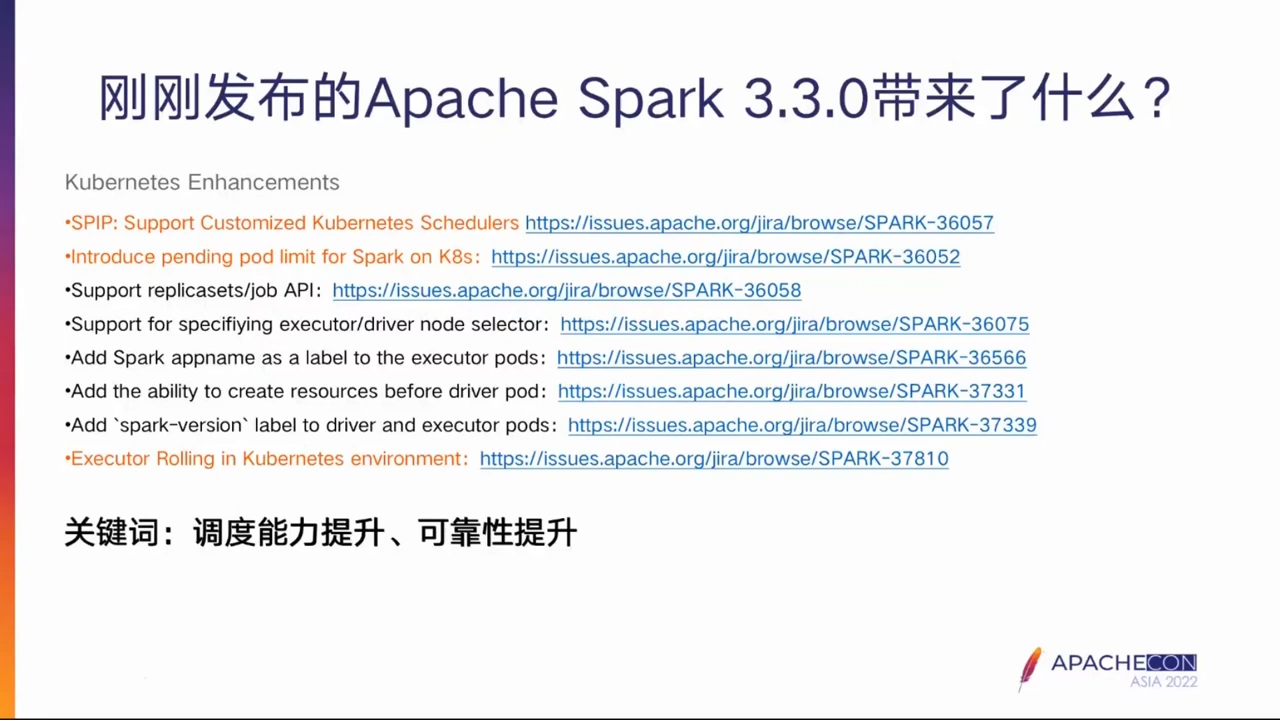 刚刚发布的Apache Spark 3.3.0带来了什么？
Kubernetes Enhancements
•SPIP: Support Customized Kubernetes Schedulers https://issues.apache.org/jira/browse/SPARK-36057
•Introduce pending pod limit for Spark on K8s： https://issues.apache.org/jira/browse/SPARK-36052
•Support replicasets/job API： https://issues.apache.org/jira/browse/SPARK-36058
•Support for specifiying executor/driver node selector： https://issues.apache.org/jira/browse/SPARK-36075
•Add Spark appname as a label to the executor pods： https://issues.apache.org/jira/browse/SPARK-36566
•Add the ability to create resources before driver pod： https://issues.apache.org/jira/browse/SPARK-37331
•Add `spark-version` label to driver and executor pods： https://issues.apache.org/jira/browse/SPARK-37339
•Executor Rolling in Kubernetes environment： https://issues.apache.org/jira/browse/SPARK-37810
关键词：调度能力提升、可靠性提升
APACHECON
ASIA 2022